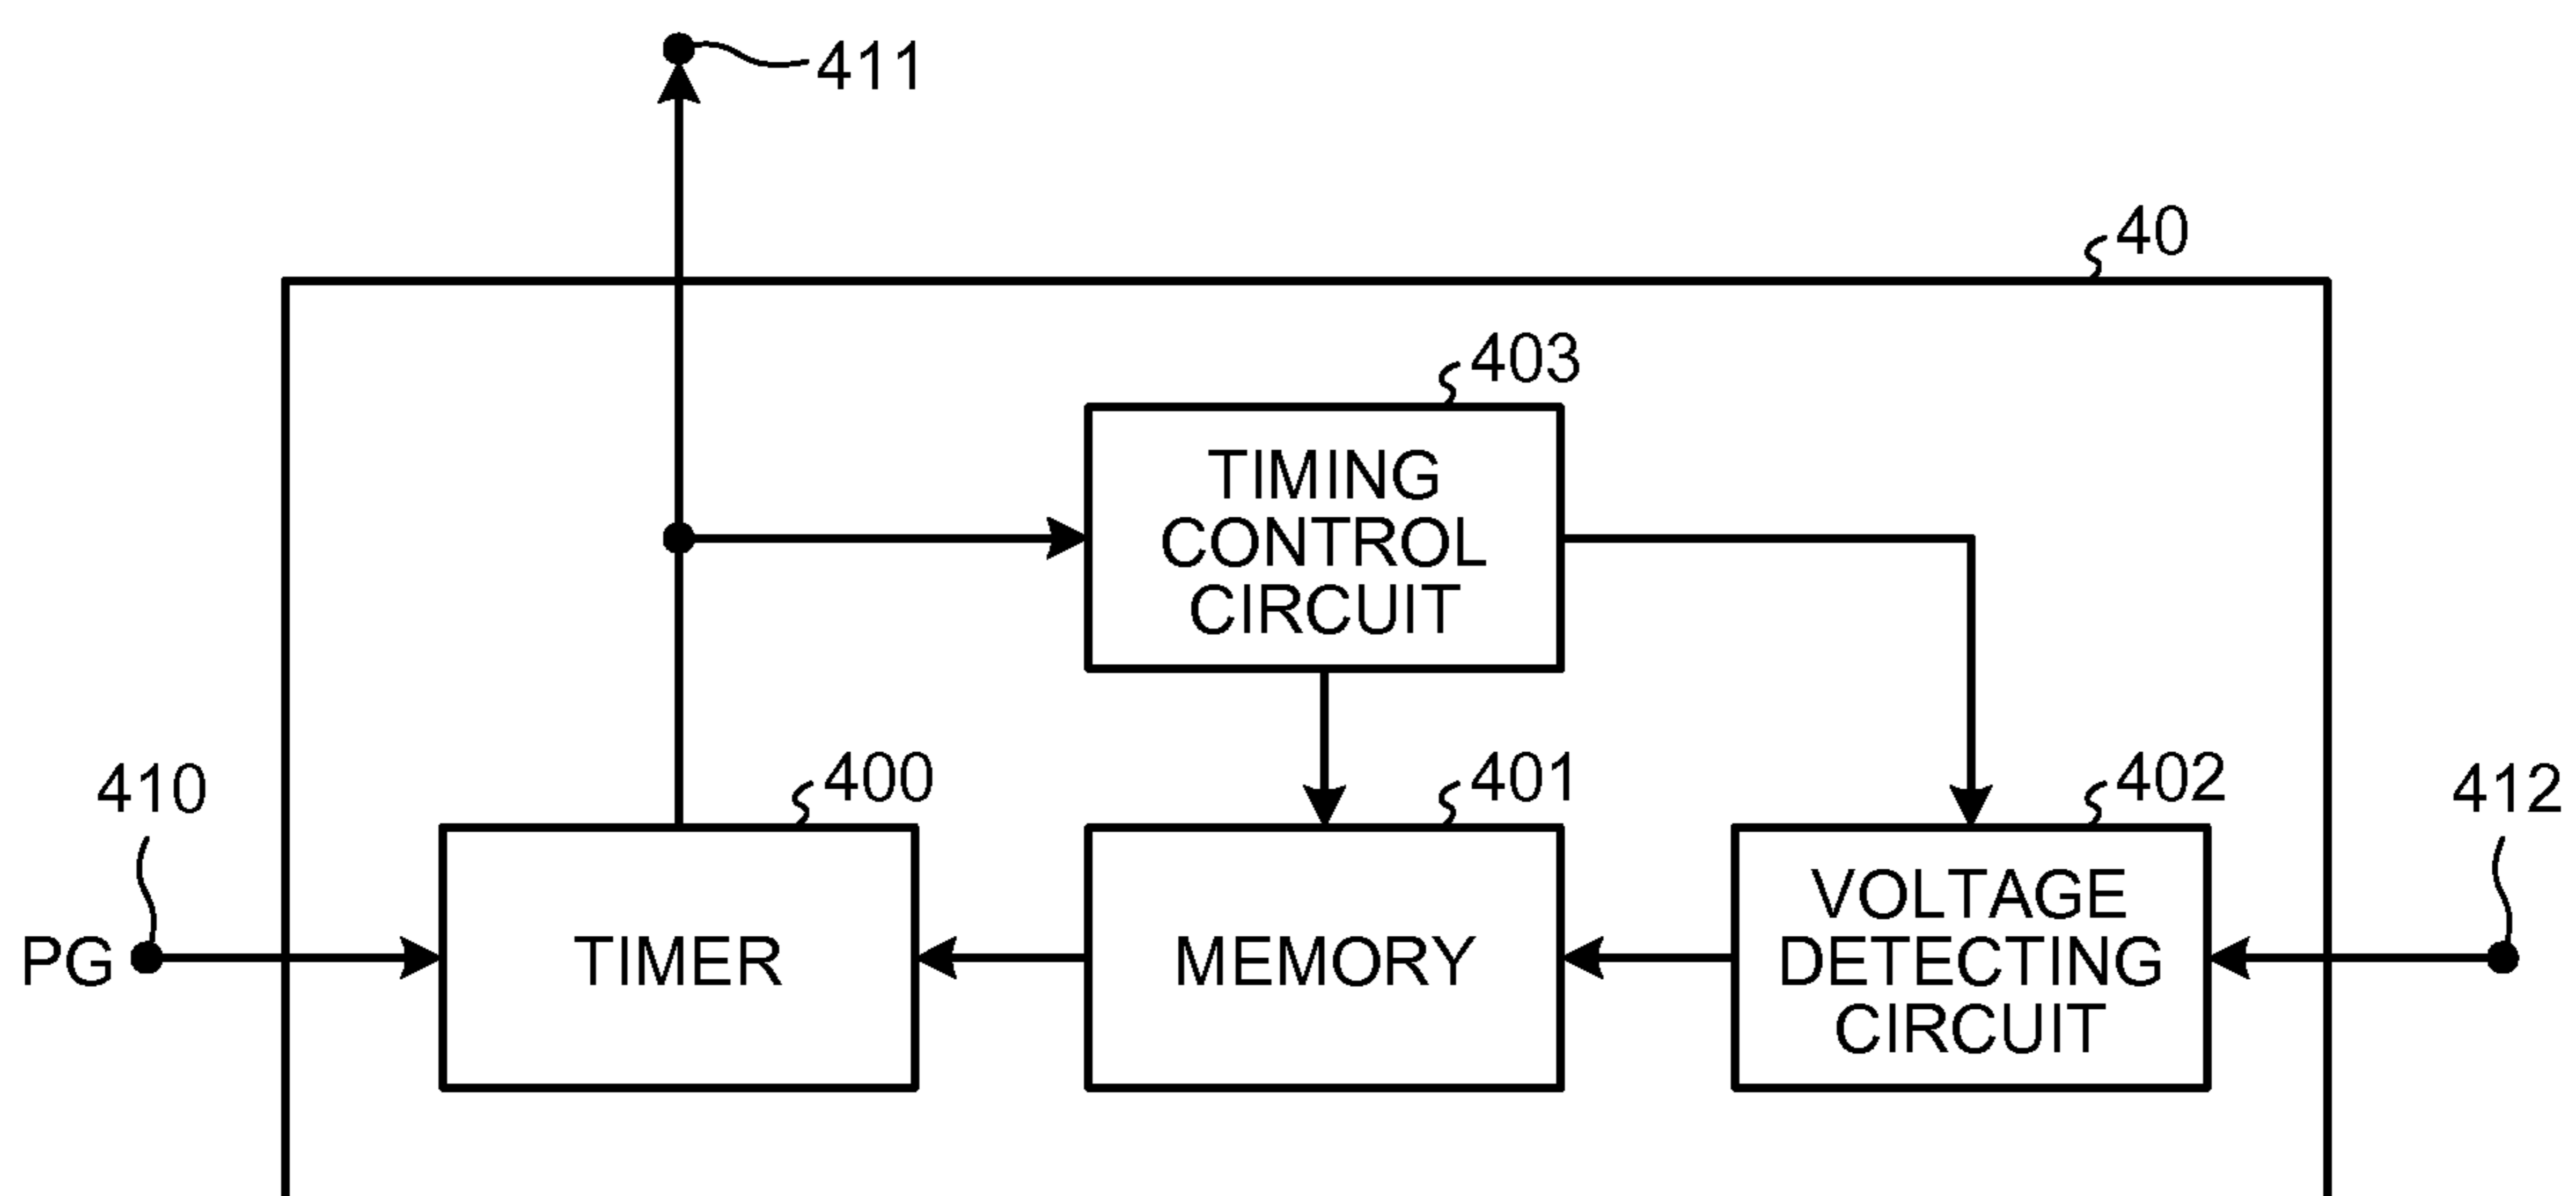 411
40
403
TIMING
CONTROL
CIRCUIT
410
400
401
402
412
PG
TIMER
MEMORY
VOLTAGE
DETECTING
CIRCUIT